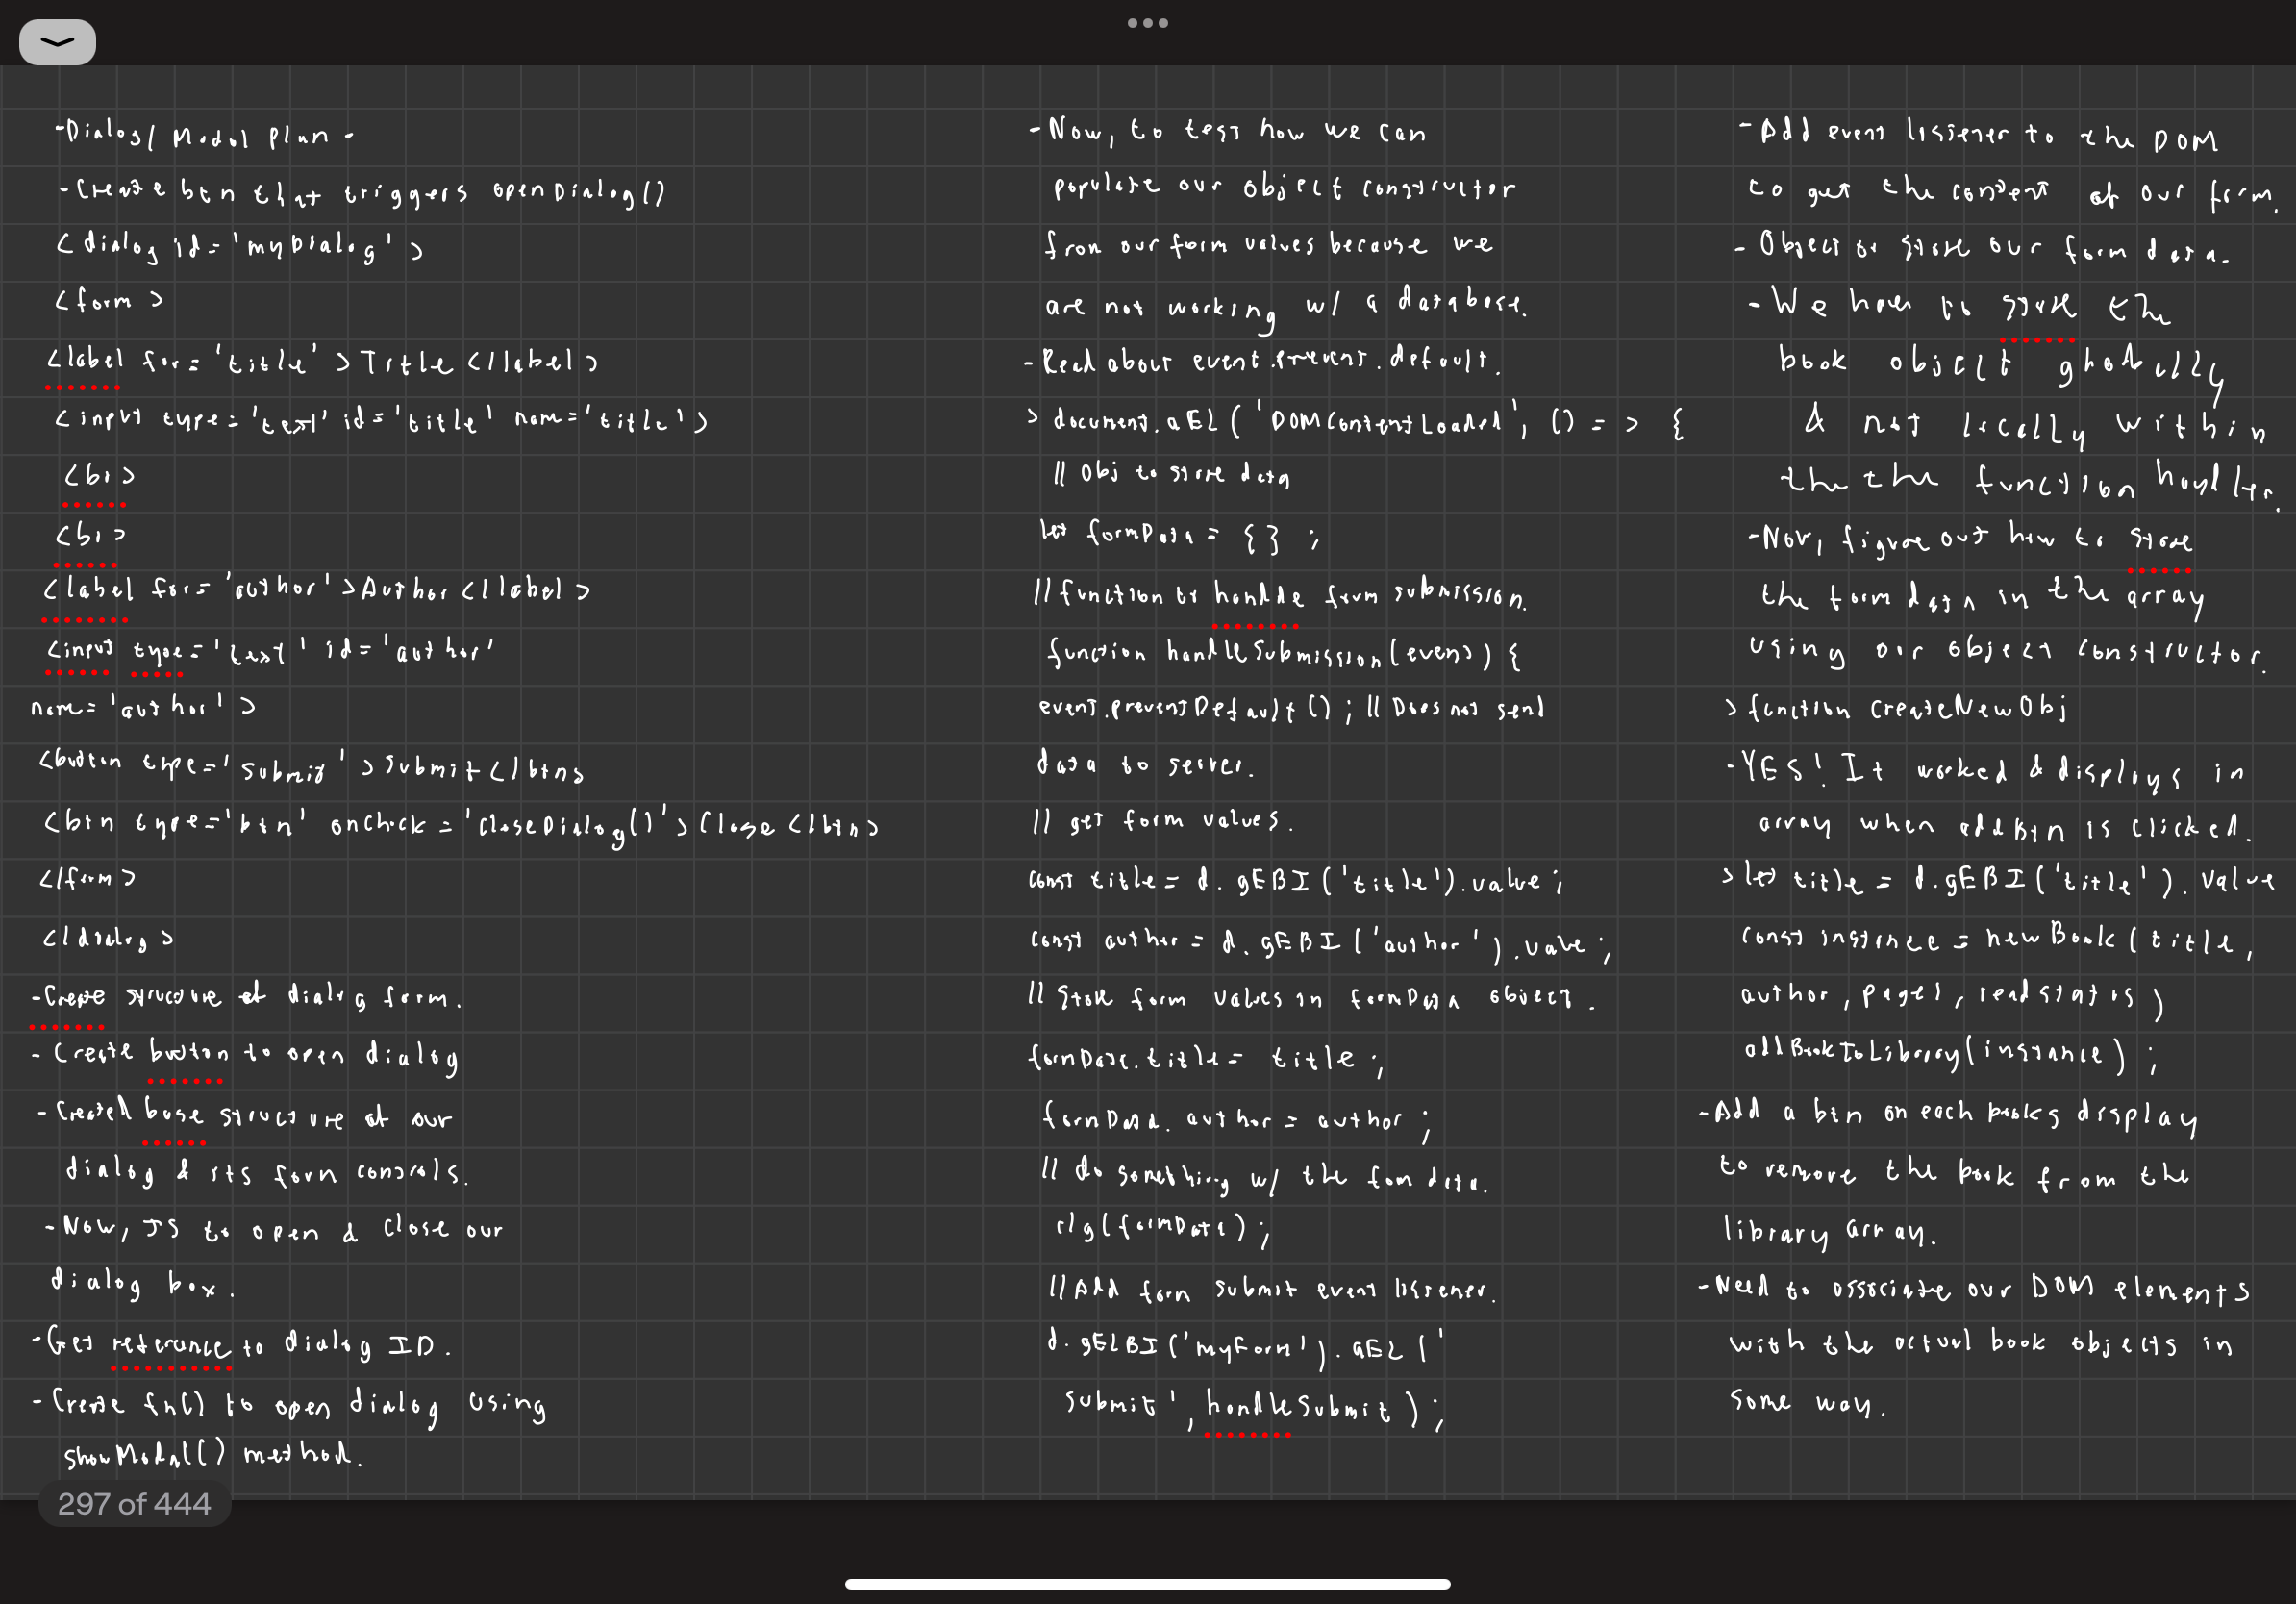 -Dialog/Modal Plan-
-Create btn that triggers openDialog()
<dialog id='myDialog'>
<form>
<label for='title'>Title</label>
<input type='text' id='title' name='title'>
<br>
<br>
<label for='author'>Author</label>
<input type='text' id='author'
name='author'>
<button type='submit'>submit</btn>
<btn type='btn' onclick='closeDialog()'>Close</btn>
</form>
</dialog>
-Create structure of dialog form.
-Create button to open dialog
-Created base structure of our
dialog & its form controls.
-Now, JS to open & close our
dialog box.
-Get reference to dialog ID.
-Create fn() to open dialog using
showModal() method.
297 of 444
-Now, to test how we can
populate our object constructor
from our form values because we
are not working w/ a database.
-Read about event.prevent.default.
> document.aEL('DOMContentLoaded', () => {
// Obj to store data
let formData = {} ;
//function to handle form submission.
function handleSubmission(event) {
event.preventDefault(); // Does not send
data to server.
// get form values.
const title = d.gEBI('title').value;
const author = d.gEBI('author').value;
// Store form values in formData object.
formData.title = title;
formData.author = author;
// do something w/ the form data.
clg(formData);
//Add form submit event listener.
d.gELBI('myForm').aEL('
submit', handleSubmit);
-Add event listener to the DOM
to get the content of our form.
-Object to store our form data.
-We have to store the
book object globally
& not locally within
the the function handler.
-Now, figure out how to store
the form data in the array
using our object constructor.
>function createNewObj
-YES! It worked & displays in
array when addBtn is clicked.
>let title = d.gEBI('title').value
const instance = newBook(title,
author, pages, readstatus)
addBookToLibrary(instance);
-Add a btn on each books display
to remove the book from the
library array.
-Need to associate our DOM elements
with the actual book objects in
some way.